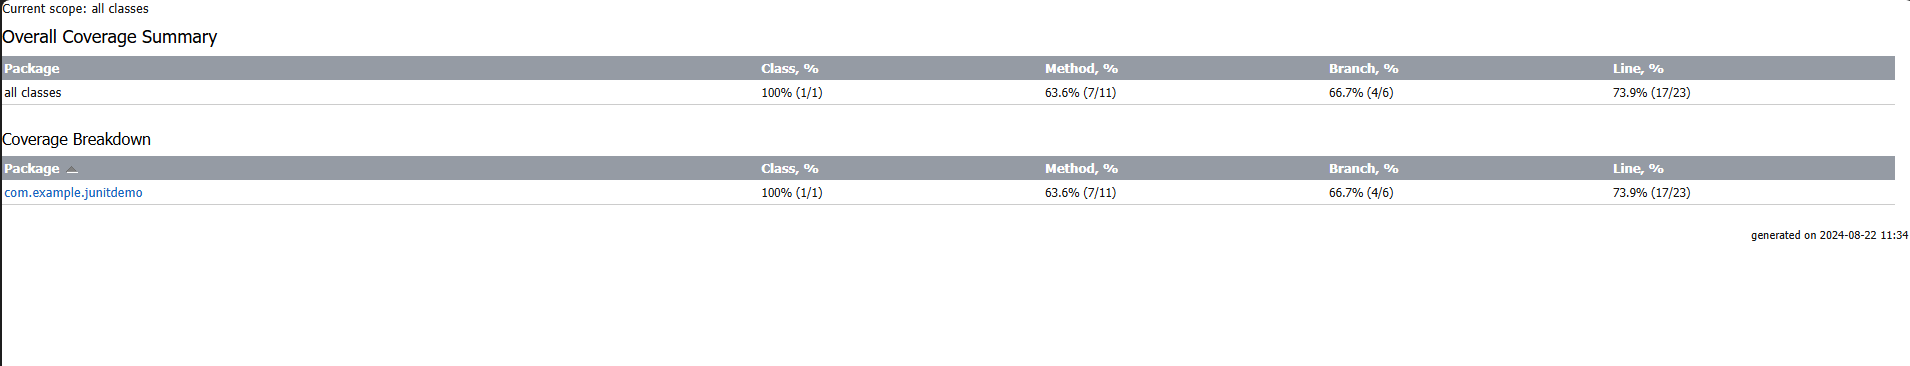 Current scope: all classes
Overall Coverage Summary
Package Class, % Method, % Branch, % Line, %
all classes 100% (1/1) 63.6% (7/11) 66.7% (4/6) 73.9% (17/23)
Coverage Breakdown
Package Class, % Method, % Branch, % Line, %
com.example.junitdemo 100% (1/1) 63.6% (7/11) 66.7% (4/6) 73.9% (17/23)
generated on 2024-08-22 11:34